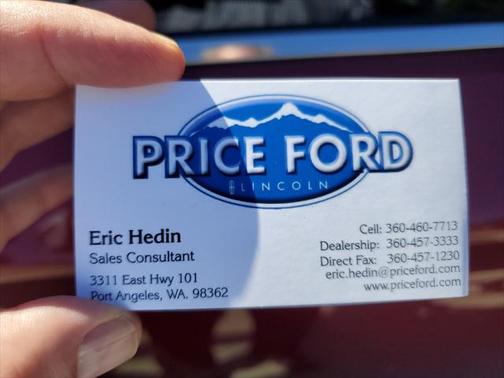 PRICE FORD
LINCOLN
Eric Hedin
Sales Consultant
3311 East Hwy 101
Port Angeles, WA. 98362
Cell: 360-460-7713
Dealership: 360-457-3333
Direct Fax: 360-457-1230
eric.hedin@priceford.com
www.priceford.com